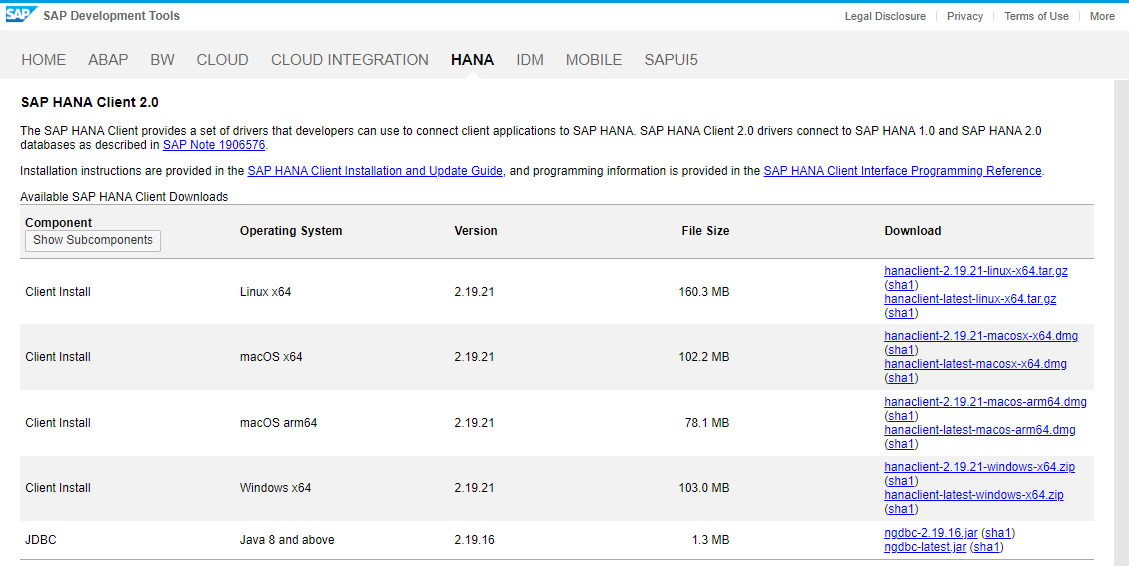 SAP SAP Development Tools Legal Disclosure Privacy Terms of Use More
HOME ABAP BW CLOUD CLOUD INTEGRATION HANA IDM MOBILE SAPUI5
SAP HANA Client 2.0
The SAP HANA Client provides a set of drivers that developers can use to connect client applications to SAP HANA. SAP HANA Client 2.0 drivers connect to SAP HANA 1.0 and SAP HANA 2.0
databases as described in SAP Note 1906576.
Installation instructions are provided in the SAP HANA Client Installation and Update Guide, and programming information is provided in the SAP HANA Client Interface Programming Reference.
Available SAP HANA Client Downloads
Component
Show Subcomponents
Operating System Version File Size Download
Client Install Linux x64 2.19.21 160.3 MB
hanaclient-2.19.21-linux-x64.tar.gz
(sha1)
hanaclient-latest-linux-x64.tar.gz
(sha1)
Client Install macOS x64 2.19.21 102.2 MB
hanaclient-2.19.21-macosx-x64.dmg
(sha1)
hanaclient-latest-macosx-x64.dmg
(sha1)
Client Install macOS arm64 2.19.21 78.1 MB
hanaclient-2.19.21-macos-arm64.dmg
(sha1)
hanaclient-latest-macos-arm64.dmg
(sha1)
Client Install Windows x64 2.19.21 103.0 MB
hanaclient-2.19.21-windows-x64.zip
(sha1)
hanaclient-latest-windows-x64.zip
(sha1)
JDBC Java 8 and above 2.19.16 1.3 MB
ngdbc-2.19.16.jar (sha1)
ngdbc-latest.jar (sha1)